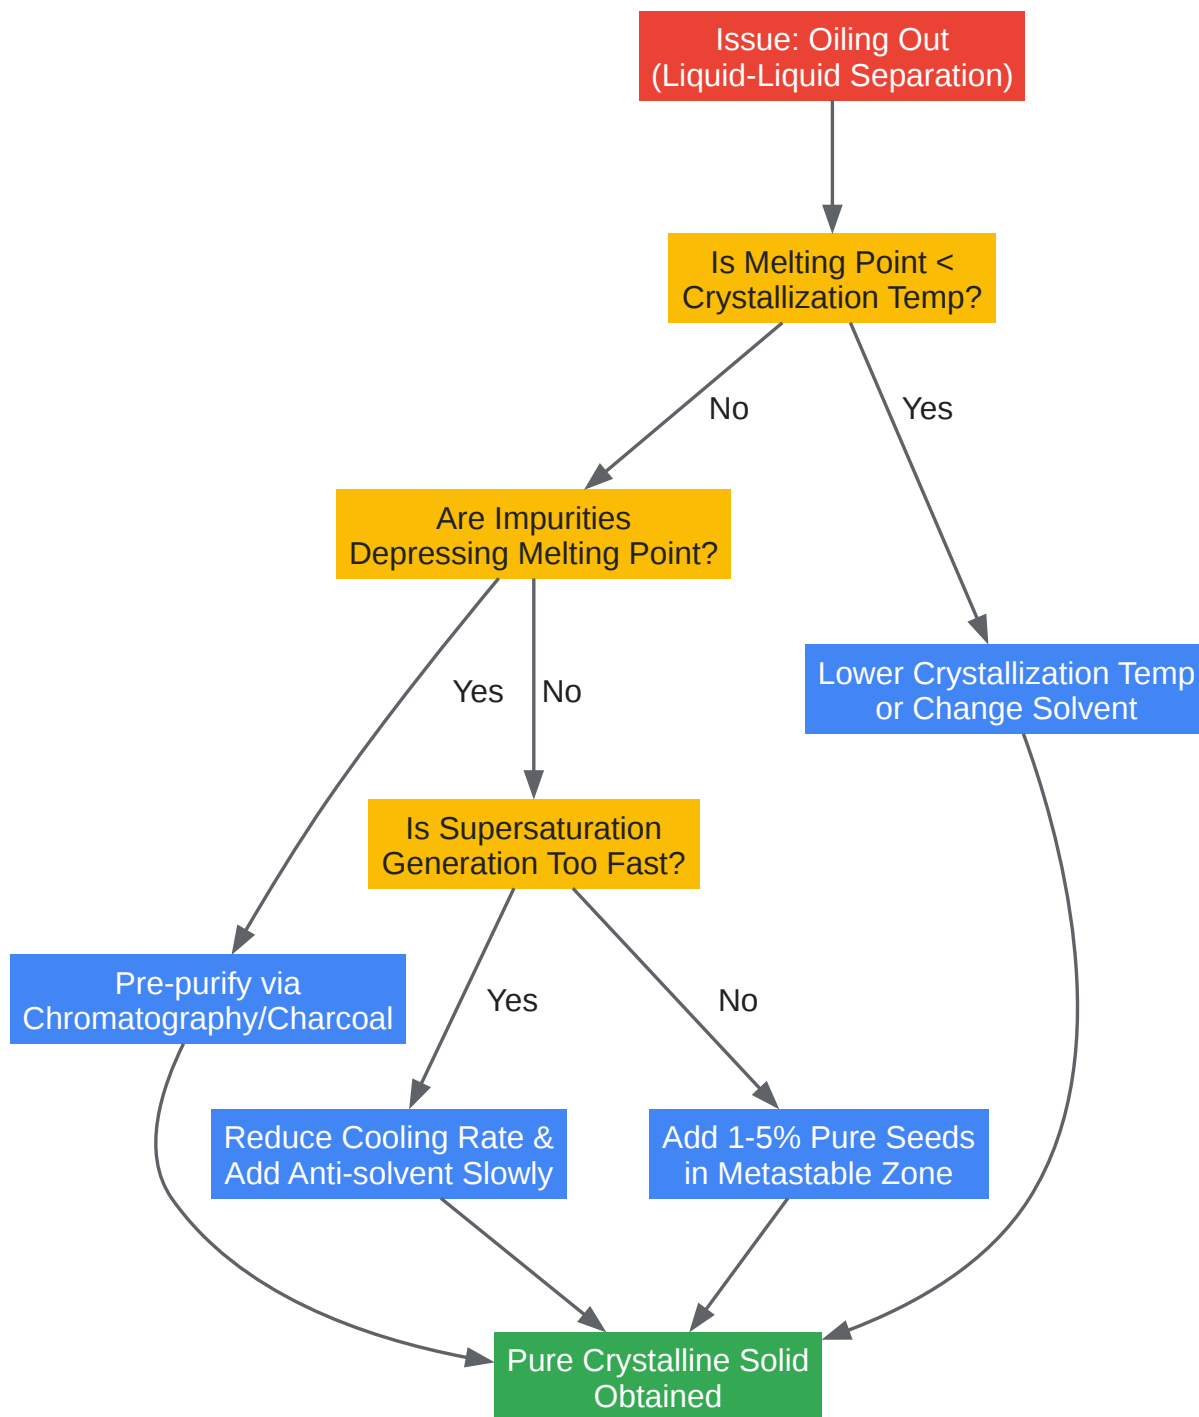 Issue: Oiling Out
(Liquid-Liquid Separation)
Is Melting Point <
Crystallization Temp?
No
Yes
Are Impurities
Depressing Melting Point?
Yes
No
Lower Crystallization Temp
or Change Solvent
Is Supersaturation
Generation Too Fast?
Pre-purify via
Chromatography/Charcoal
Yes
No
Reduce Cooling Rate &
Add Anti-solvent Slowly
Add 1-5% Pure Seeds
in Metastable Zone
Pure Crystalline Solid
Obtained